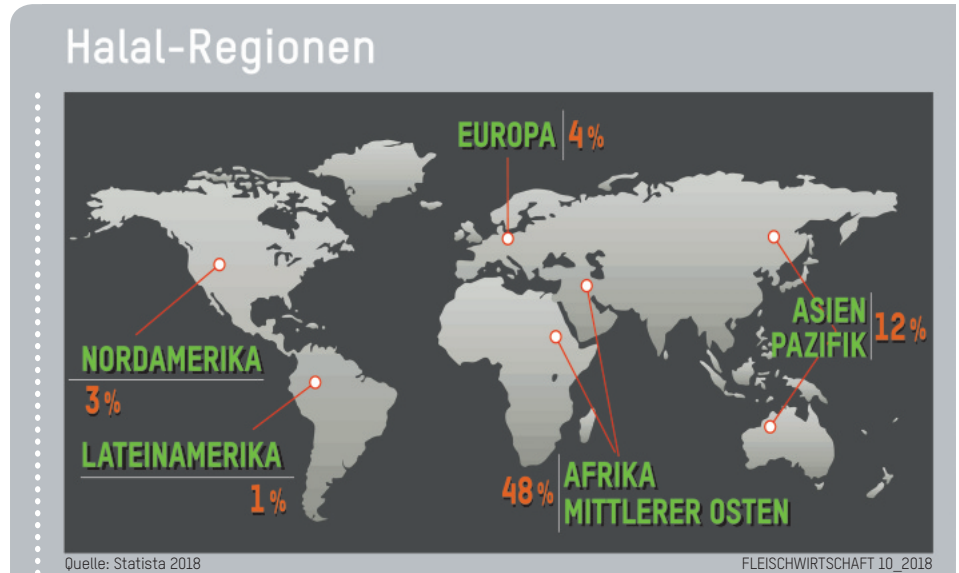 Halal-Regionen
EUROPA 4%
ASIEN
PAZIFIK
12%
NORDAMERIKA
3%
LATEINAMERIKA
1%
48%
AFRIKA
MITTLERER OSTEN
Quelle: Statista 2018
FLEISCHWIRTSCHAFT 10_2018